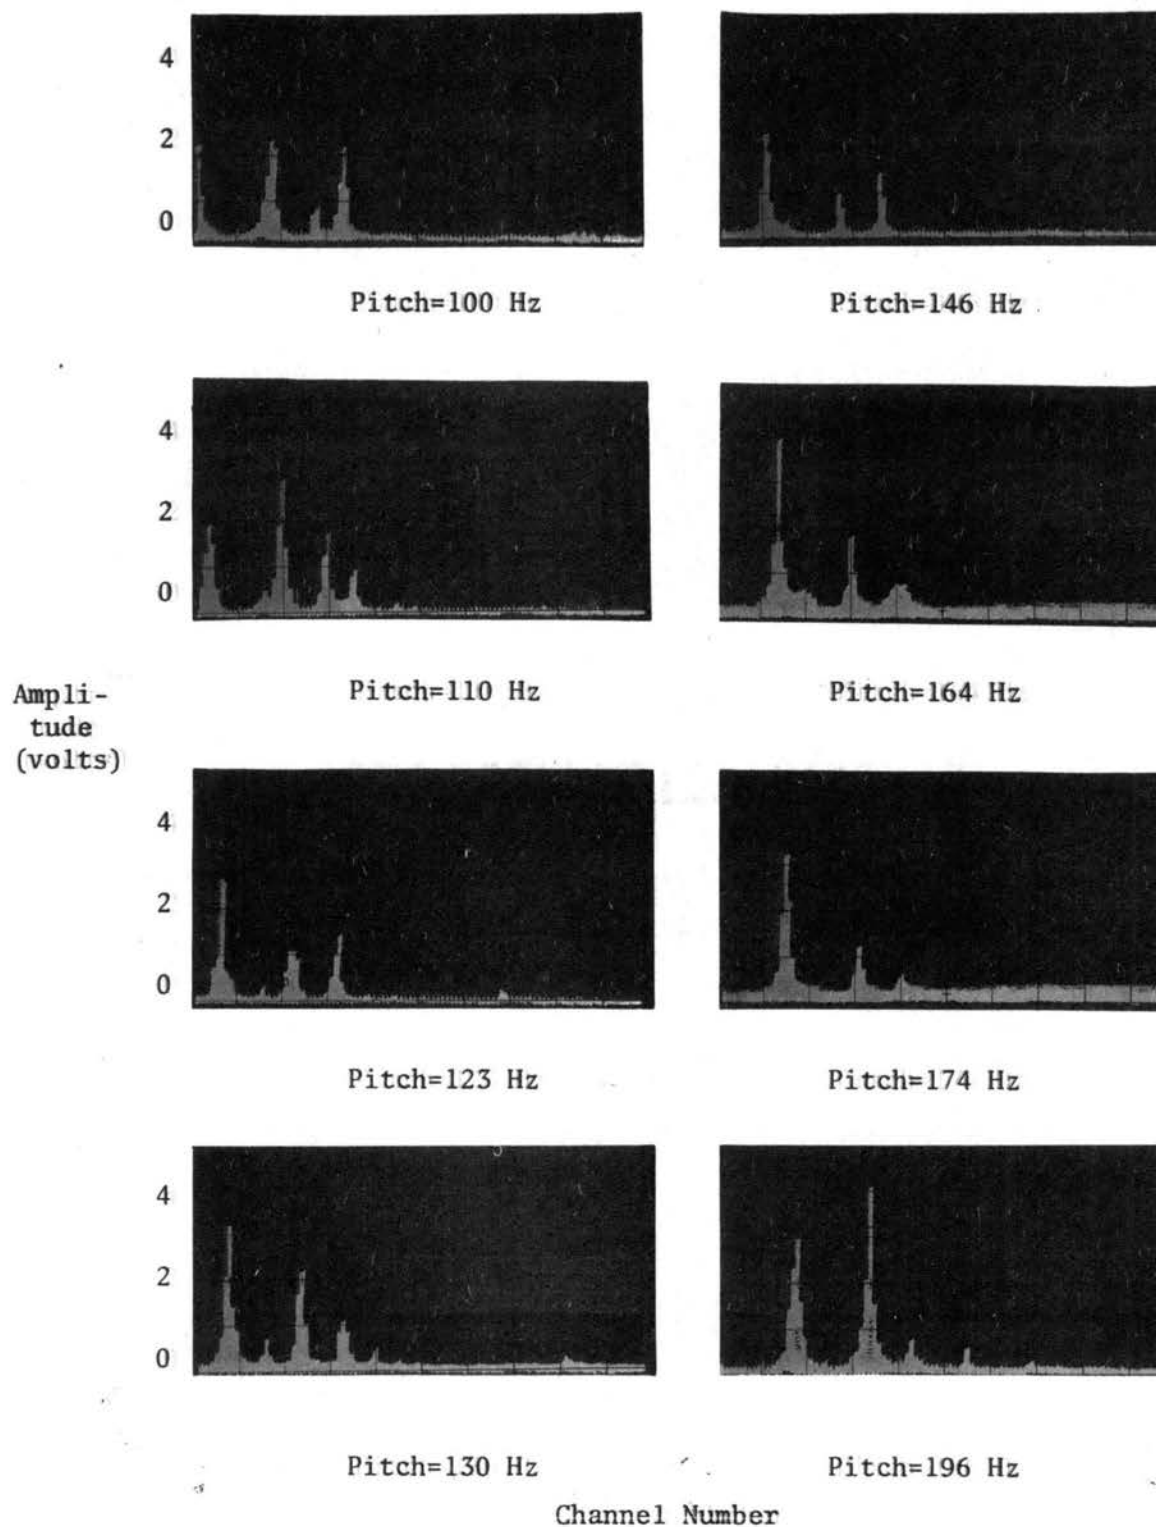 4
2
0
Pitch=100 Hz
Pitch=146 Hz
4
2
0
Pitch=110 Hz
Pitch=164 Hz
Ampli-
tude
(volts)
4
2
0
Pitch=123 Hz
Pitch=174 Hz
4
2
0
Pitch=130 Hz
Pitch=196 Hz
Channel Number